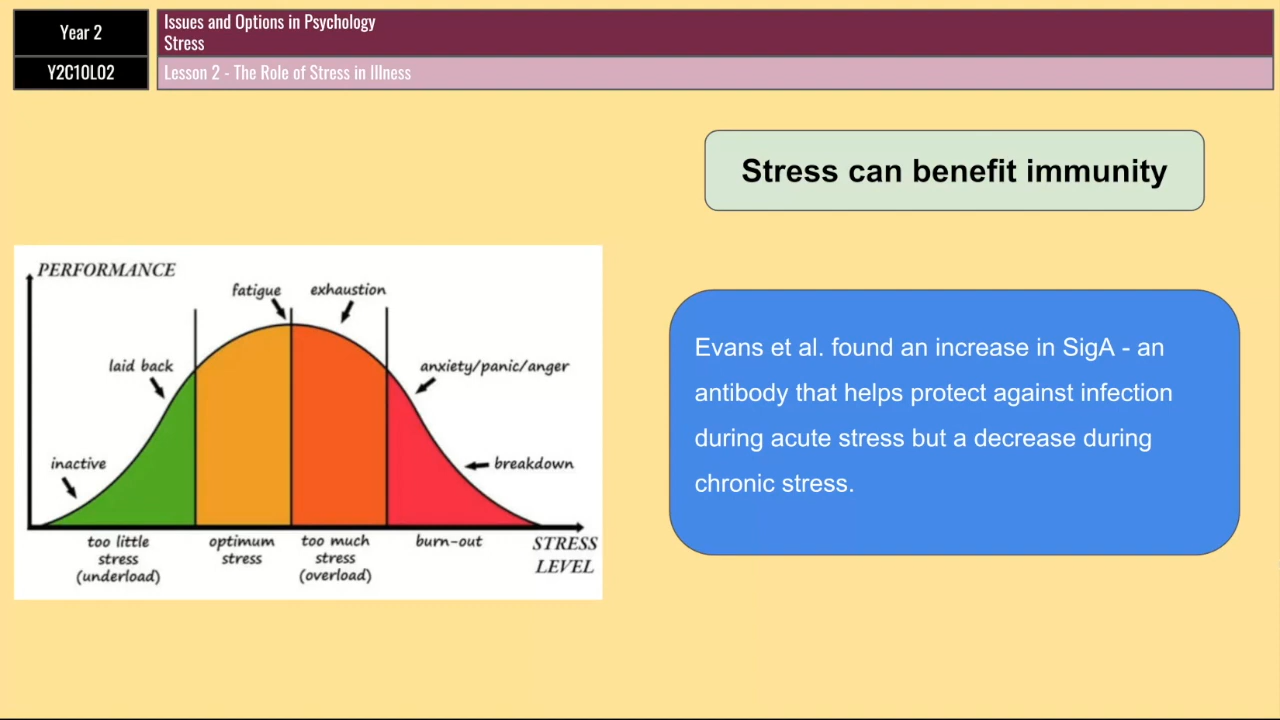 Year 2
Issues and Options in Psychology
Stress
Y2C10L02
Lesson 2 - The Role of Stress in Illness
Stress can benefit immunity
PERFORMANCE
fatigue
exhaustion
laid back
anxiety/panic/anger
inactive
breakdown
too little
stress
(underload)
optimum
stress
too much
stress
(overload)
burn-out
STRESS
LEVEL
Evans et al. found an increase in SigA - an
antibody that helps protect against infection
during acute stress but a decrease during
chronic stress.